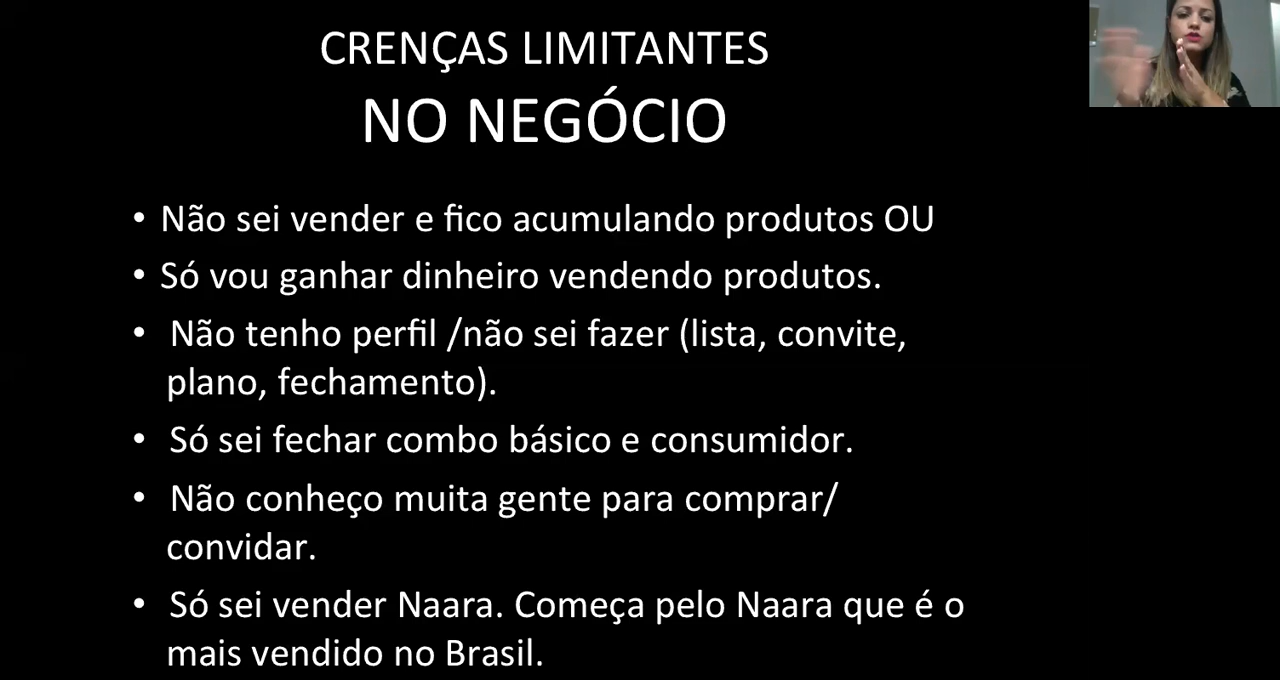 CRENÇAS LIMITANTES
NO NEGÓCIO
• Não sei vender e fico acumulando produtos OU
• Só vou ganhar dinheiro vendendo produtos.
• Não tenho perfil /não sei fazer (lista, convite,
plano, fechamento).
• Só sei fechar combo básico e consumidor.
• Não conheço muita gente para comprar/
convidar.
• Só sei vender Naara. Começa pelo Naara que é o
mais vendido no Brasil.